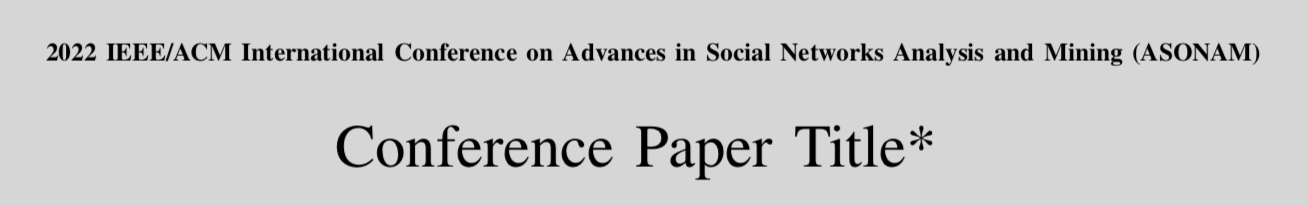 2022 IEEE/ACM International Conference on Advances in Social Networks Analysis and Mining (ASONAM)
Conference Paper Title*